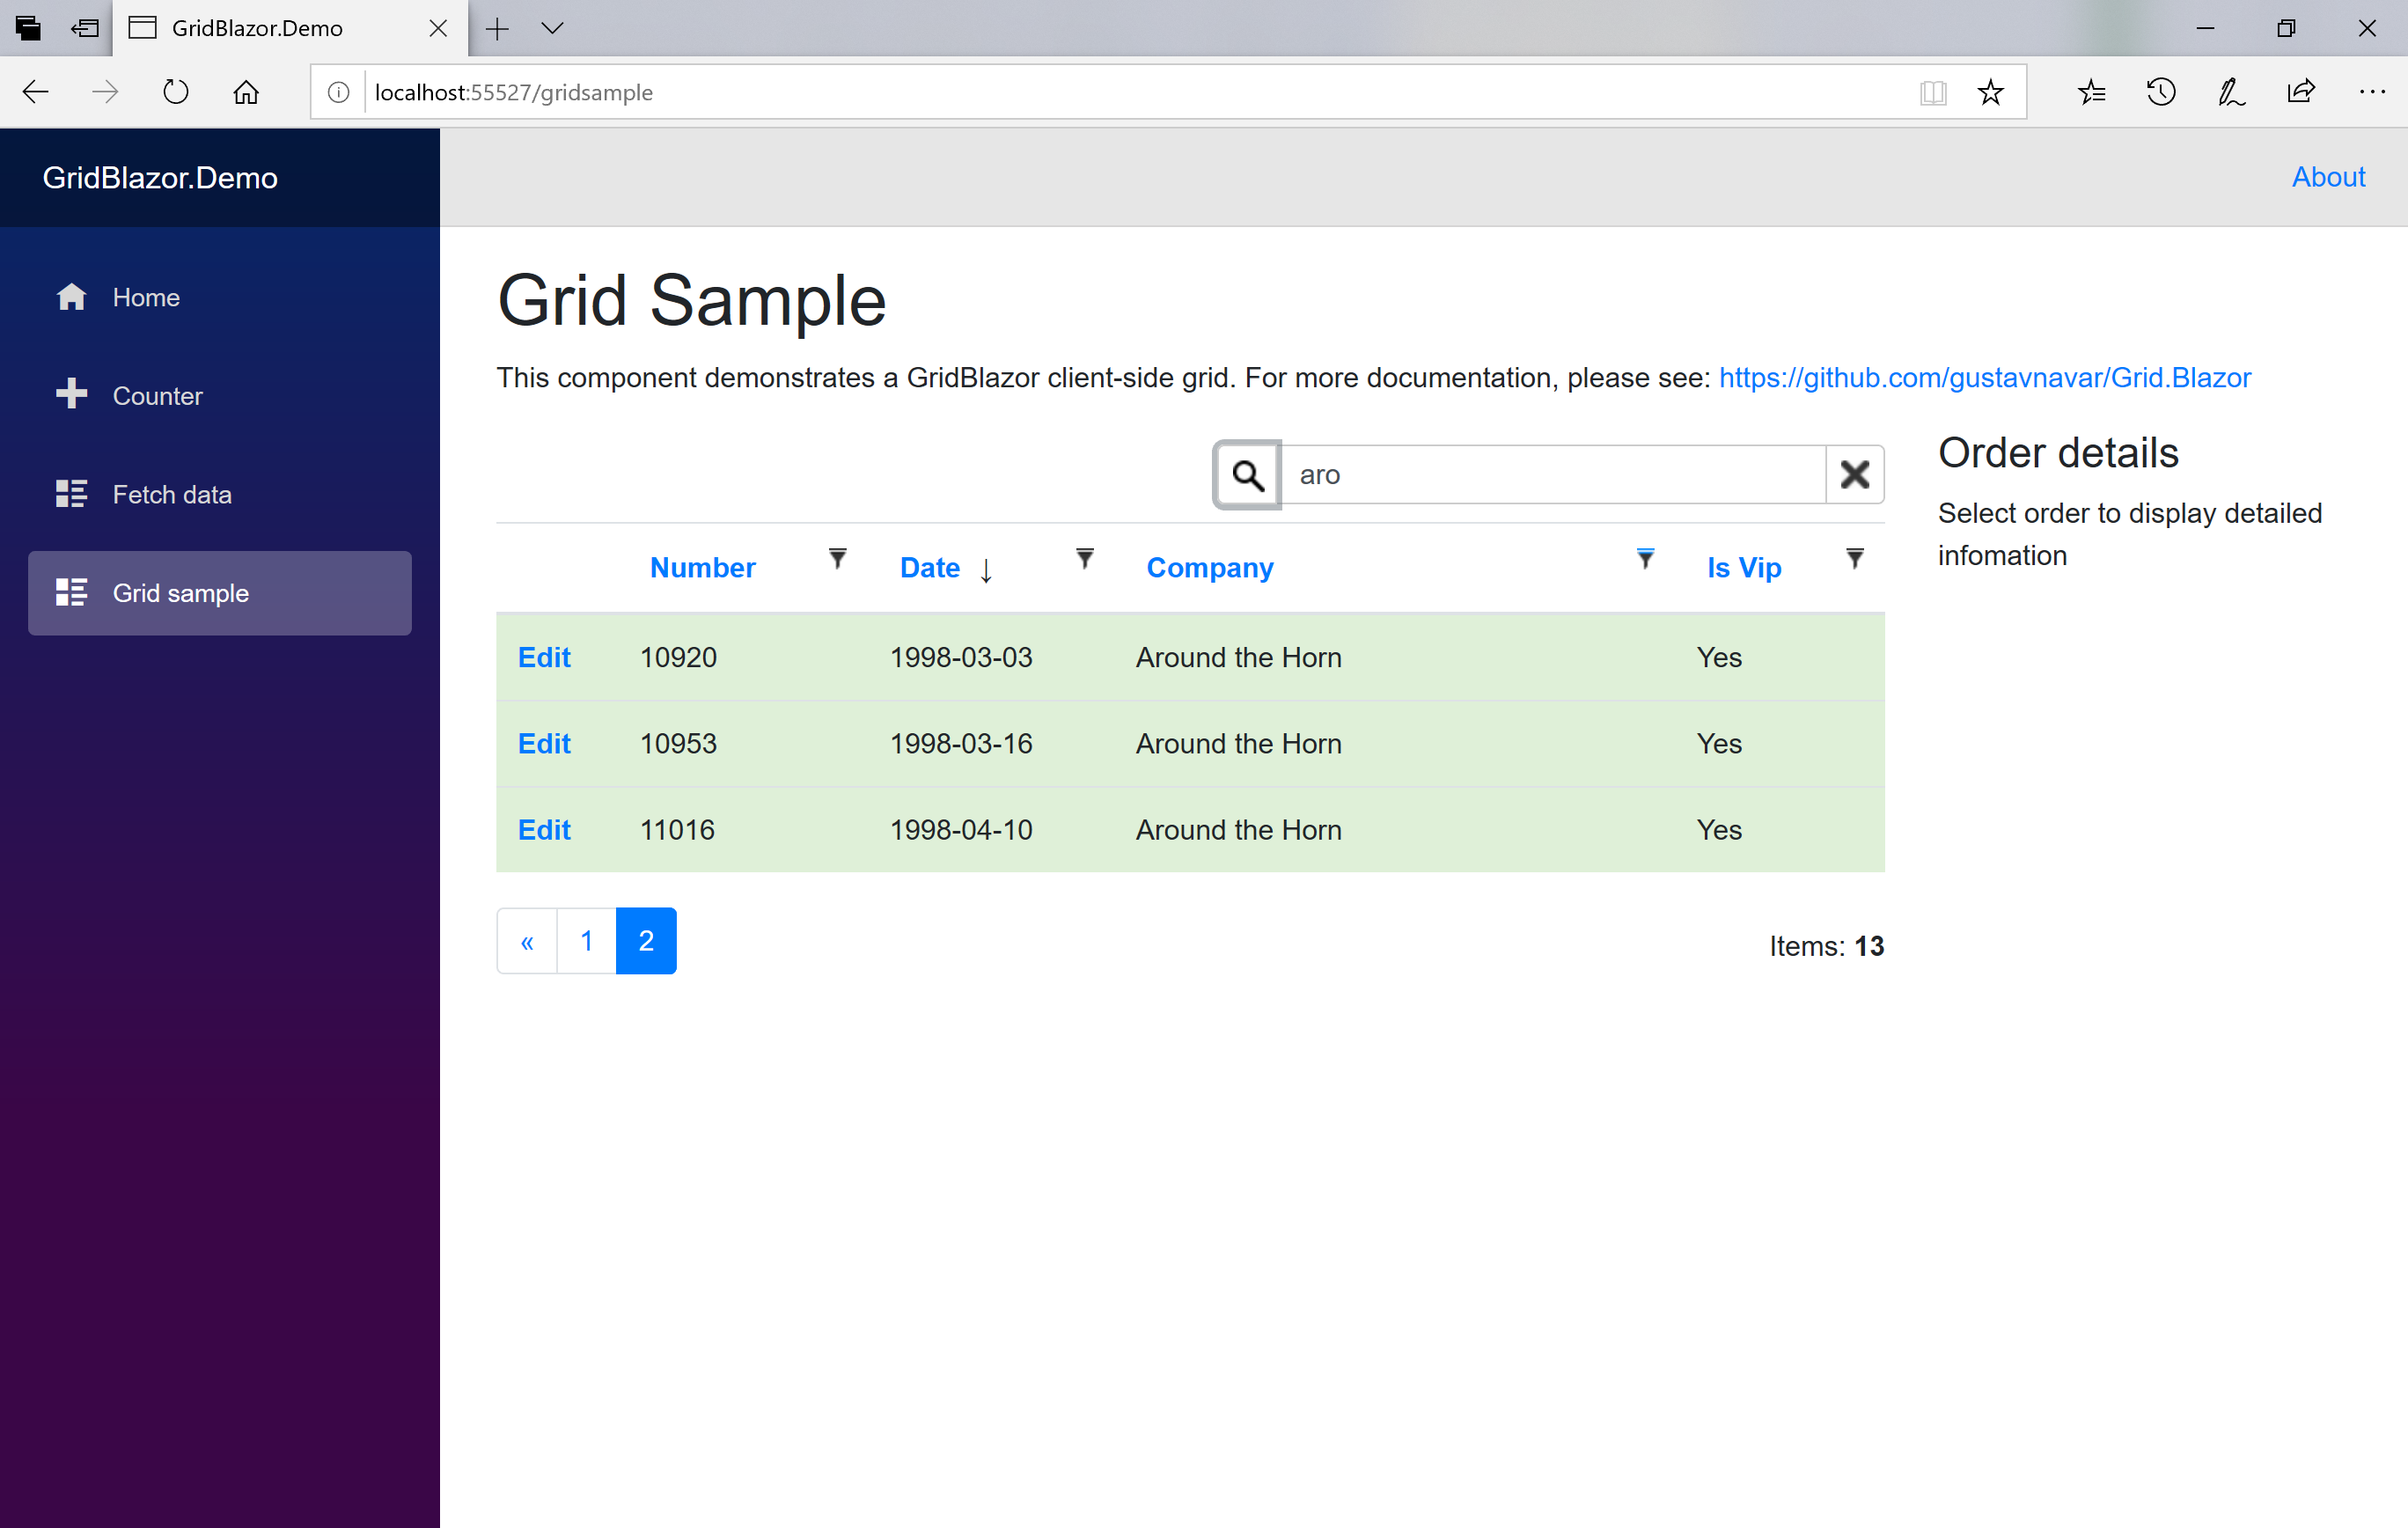 GridBlazor.Demo
localhost:55527/gridsample
GridBlazor.Demo
About
Home
Counter
Fetch data
Grid sample
Grid Sample
This component demonstrates a GridBlazor client-side grid. For more documentation, please see: https://github.com/gustavnavar/Grid.Blazor
aro
Number Date ↓ Company Is Vip
Edit 10920 1998-03-03 Around the Horn Yes
Edit 10953 1998-03-16 Around the Horn Yes
Edit 11016 1998-04-10 Around the Horn Yes
« 1 2
Items: 13
Order details
Select order to display detailed
infomation